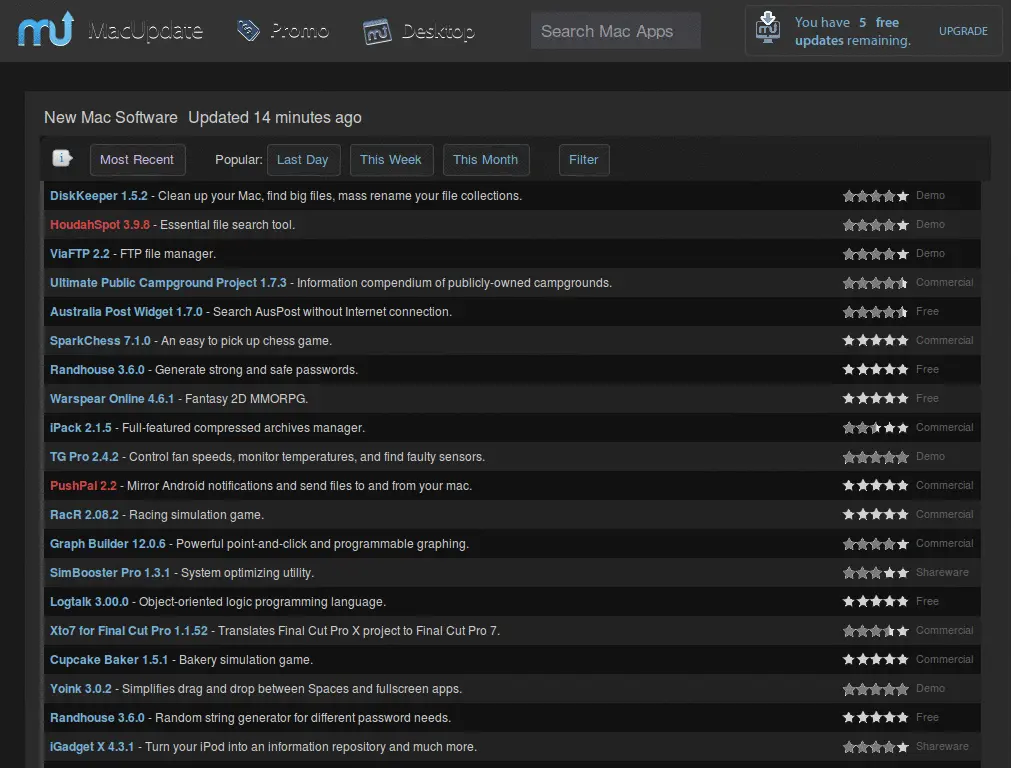 mu MacUpdate Promo Desktop Search Mac Apps You have 5 free updates remaining. UPGRADE
New Mac Software Updated 14 minutes ago
i Most Recent Popular: Last Day This Week This Month Filter
DiskKeeper 1.5.2 - Clean up your Mac, find big files, mass rename your file collections. Demo
HoudahSpot 3.9.8 - Essential file search tool. Demo
ViaFTP 2.2 - FTP file manager. Demo
Ultimate Public Campground Project 1.7.3 - Information compendium of publicly-owned campgrounds. Commercial
Australia Post Widget 1.7.0 - Search AusPost without Internet connection. Free
SparkChess 7.1.0 - An easy to pick up chess game. Commercial
Randhouse 3.6.0 - Generate strong and safe passwords. Free
Warspear Online 4.6.1 - Fantasy 2D MMORPG. Free
iPack 2.1.5 - Full-featured compressed archives manager. Commercial
TG Pro 2.4.2 - Control fan speeds, monitor temperatures, and find faulty sensors. Demo
PushPal 2.2 - Mirror Android notifications and send files to and from your mac. Commercial
RacR 2.08.2 - Racing simulation game. Commercial
Graph Builder 12.0.6 - Powerful point-and-click and programmable graphing. Commercial
SimBooster Pro 1.3.1 - System optimizing utility. Shareware
Logtalk 3.00.0 - Object-oriented logic programming language. Free
Xto7 for Final Cut Pro 1.1.52 - Translates Final Cut Pro X project to Final Cut Pro 7. Commercial
Cupcake Baker 1.5.1 - Bakery simulation game. Commercial
Yoink 3.0.2 - Simplifies drag and drop between Spaces and fullscreen apps. Demo
Randhouse 3.6.0 - Random string generator for different password needs. Free
iGadget X 4.3.1 - Turn your iPod into an information repository and much more. Shareware